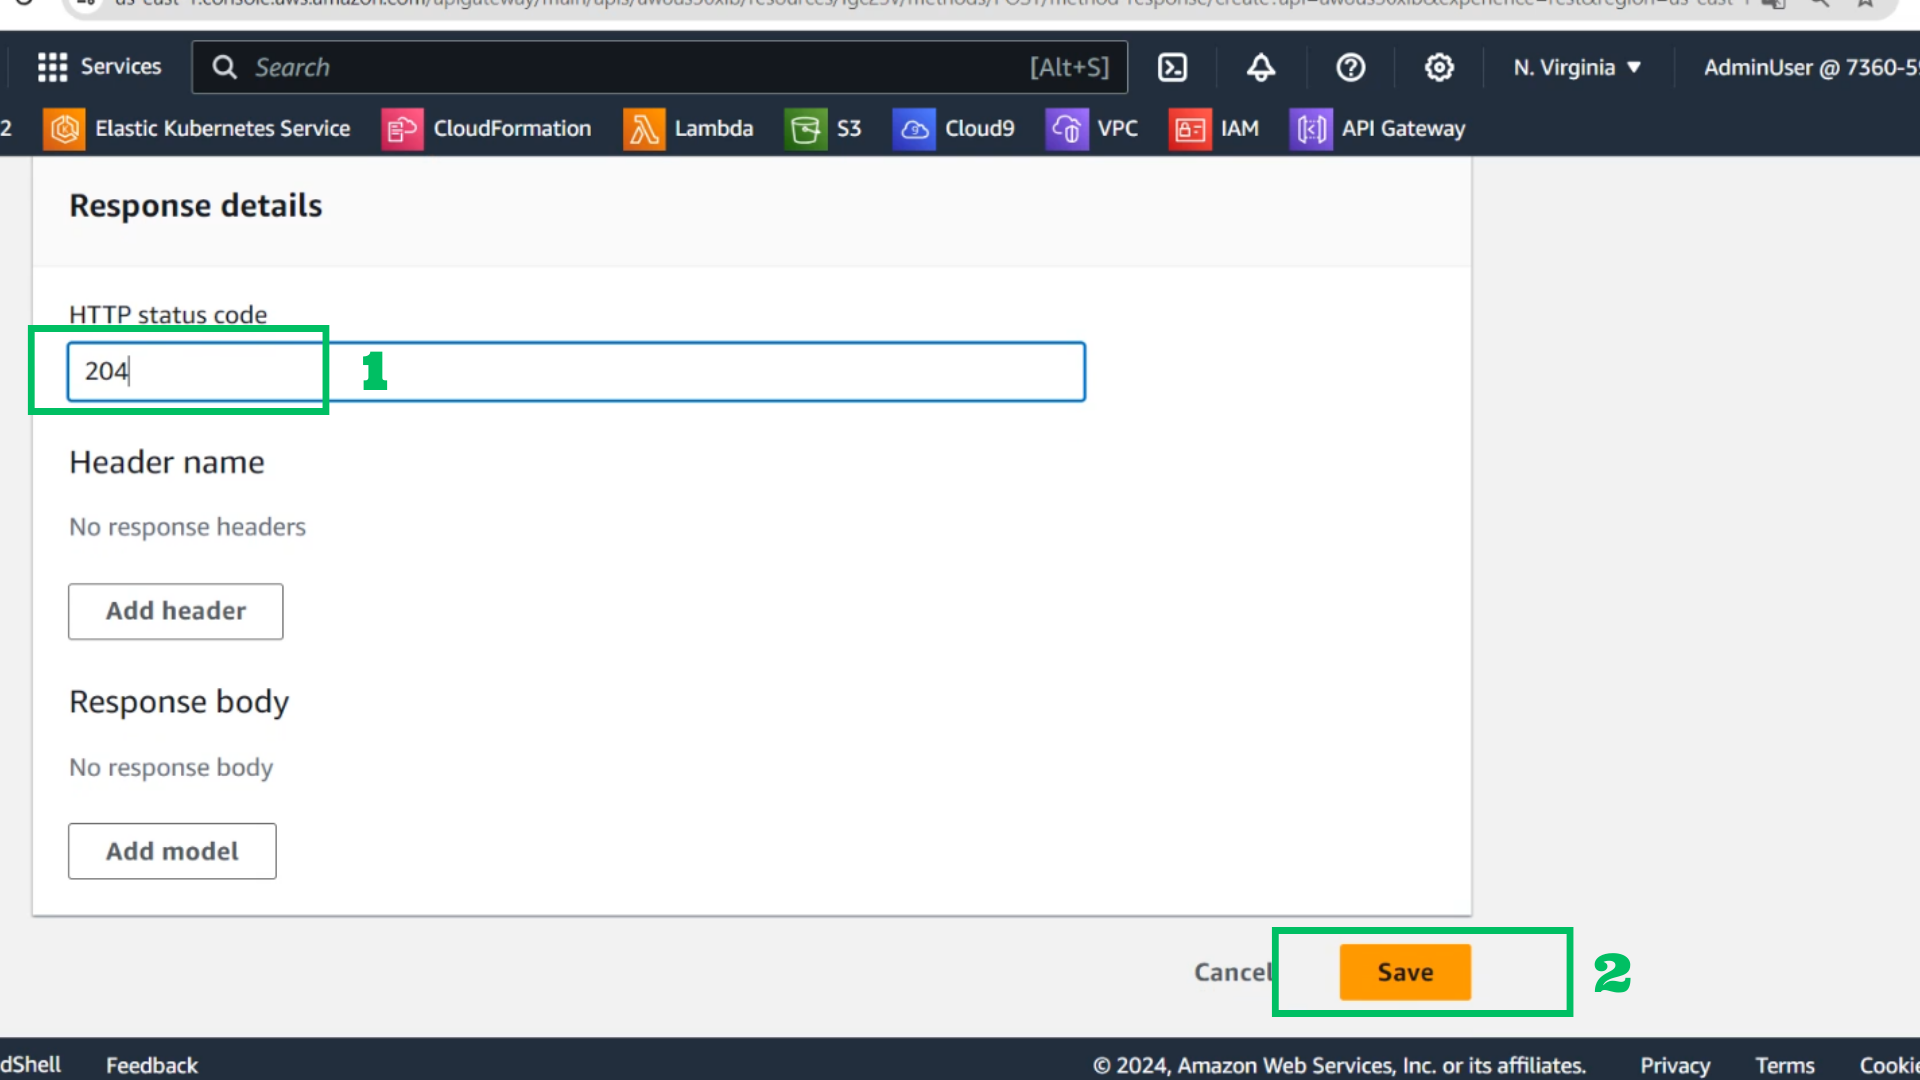 Services
Search
[Alt+S]
N. Virginia ▼
AdminUser @ 7360-5
2
Elastic Kubernetes Service
CloudFormation
Lambda
S3
Cloud9
VPC
IAM
API Gateway
Response details
HTTP status code
204
1
Header name
No response headers
Add header
Response body
No response body
Add model
Cancel
Save
2
dShell
Feedback
© 2024, Amazon Web Services, Inc. or its affiliates.
Privacy
Terms
Cookie